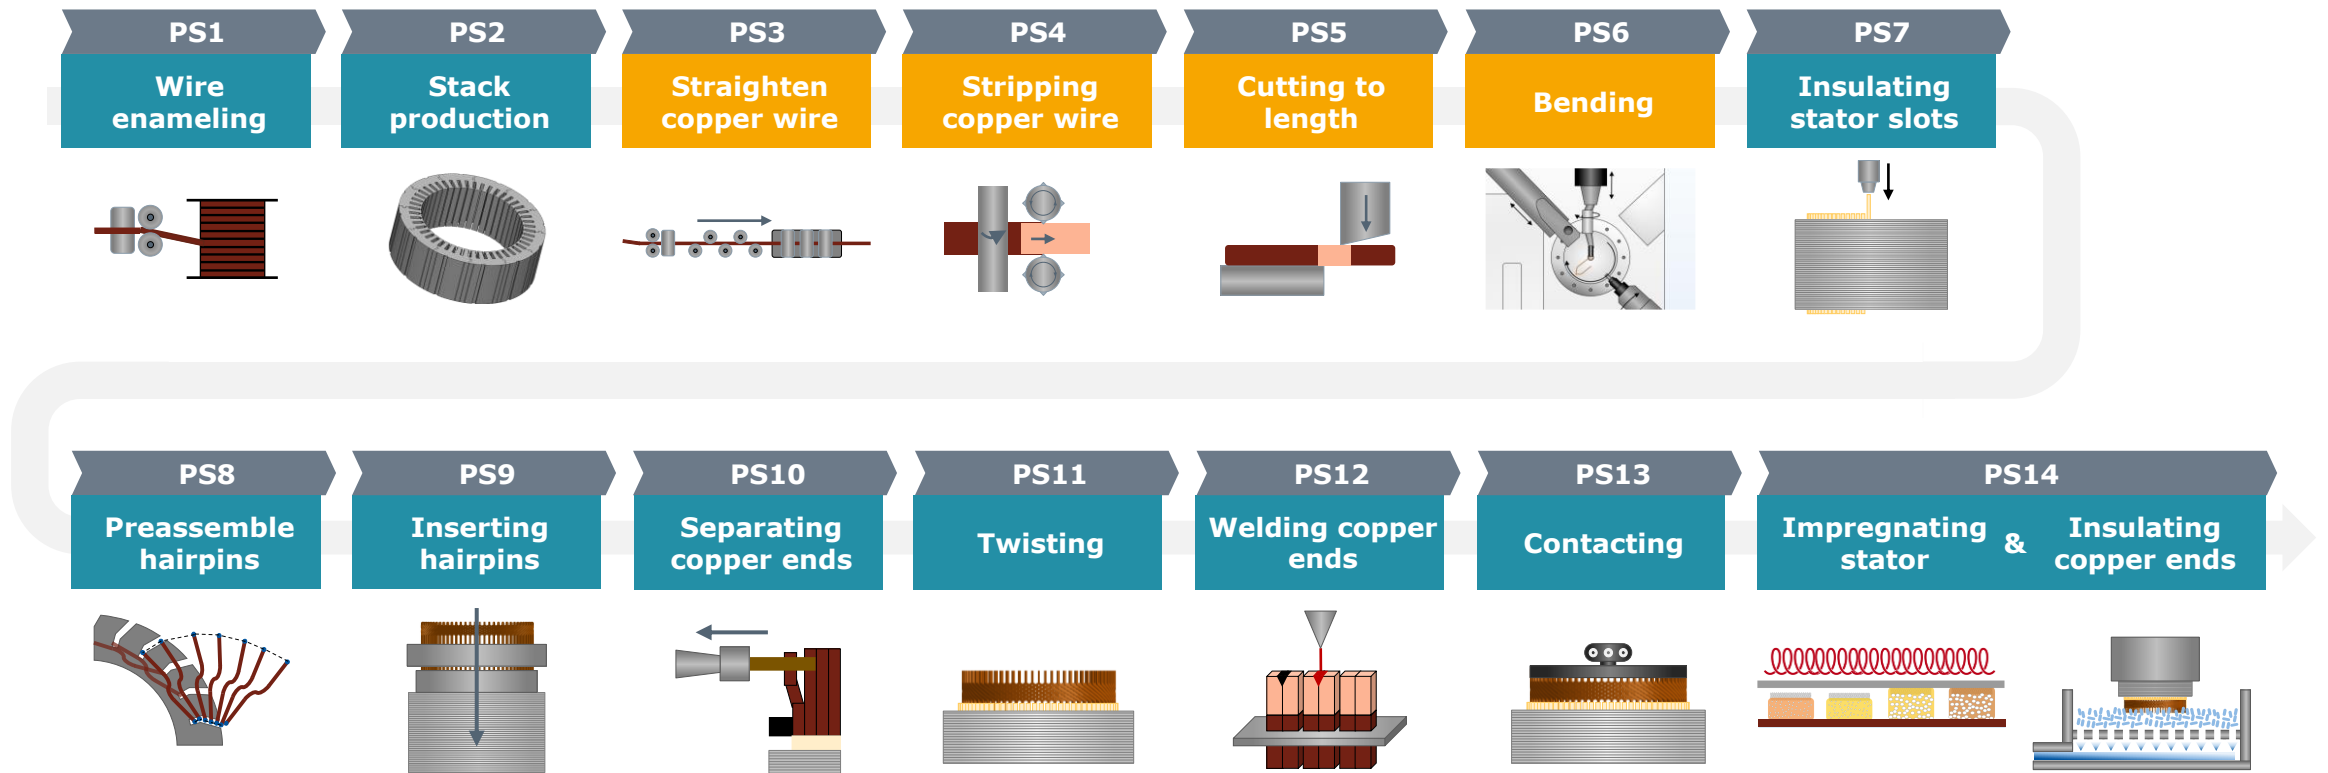 PS1
Wire
enameling
PS2
Stack
production
PS3
Straighten
copper wire
PS4
Stripping
copper wire
PS5
Cutting to
length
PS6
Bending
PS7
Insulating
stator slots
PS8
Preassemble
hairpins
PS9
Inserting
hairpins
PS10
Separating
copper ends
PS11
Twisting
PS12
Welding copper
ends
PS13
Contacting
PS14
Impregnating
stator
&
Insulating
copper ends